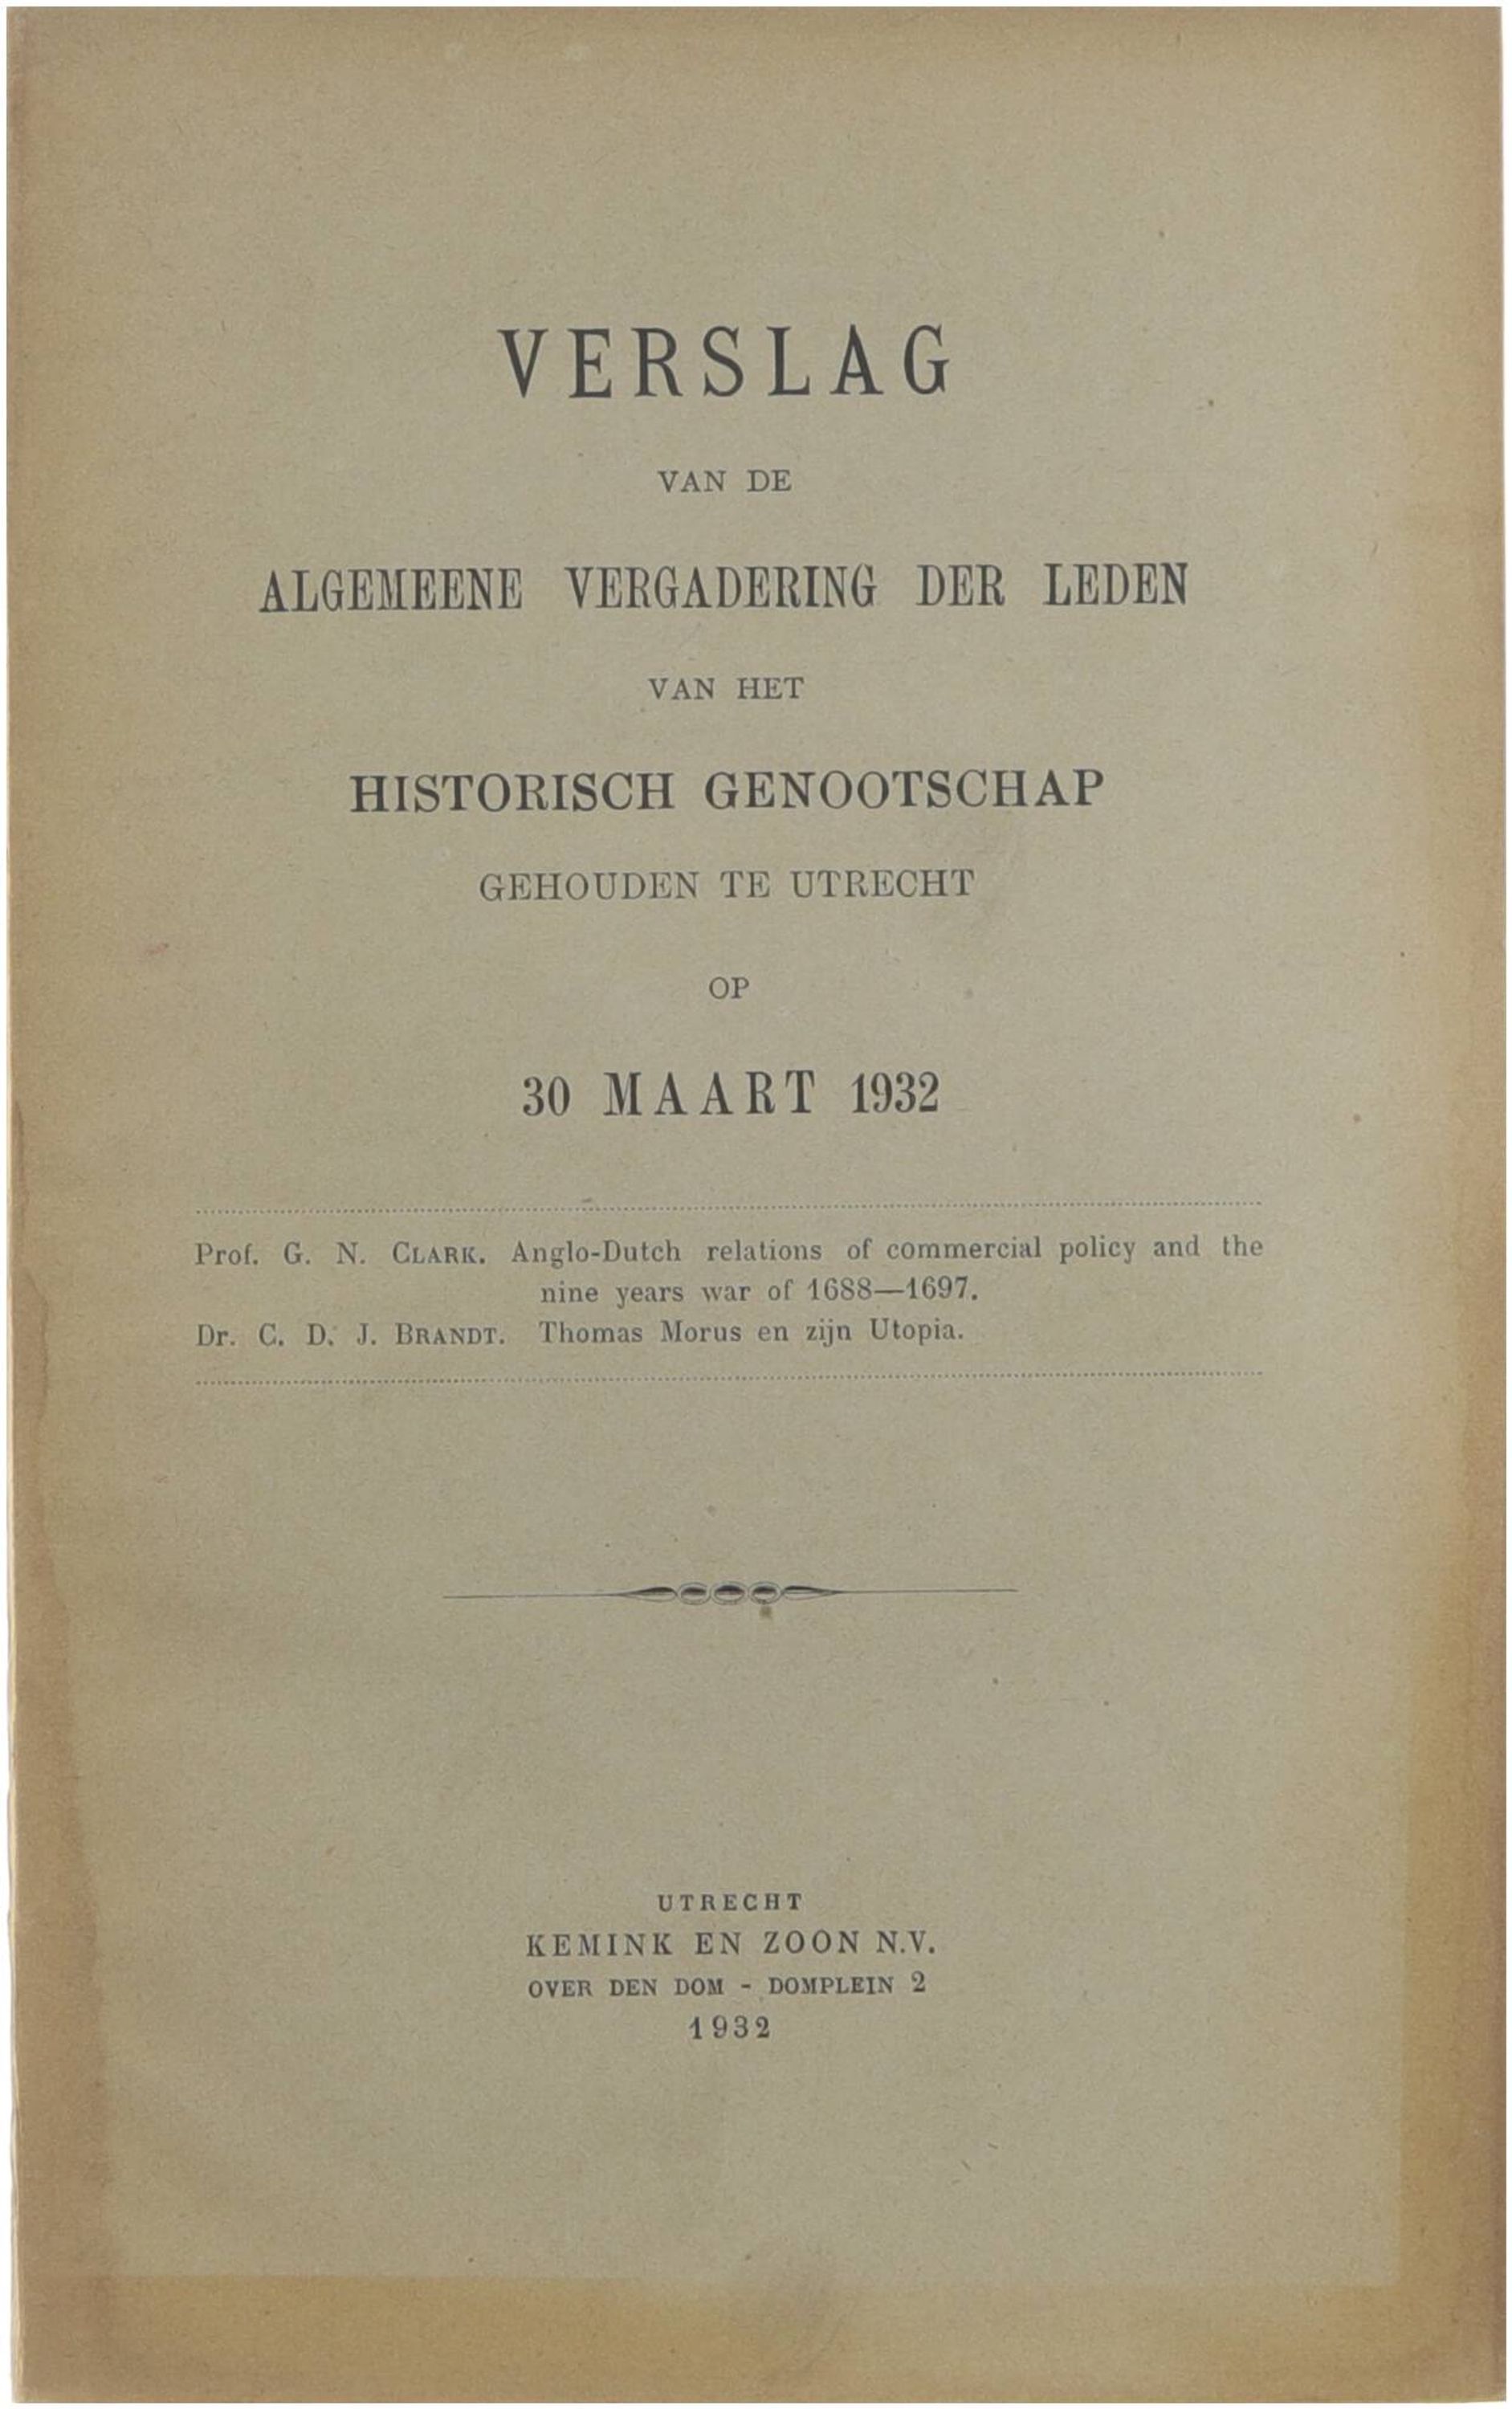 VERSLAG
VAN DE
ALGEMEENE VERGADERING DER LEDEN
VAN HET
HISTORISCH GENOOTSCHAP
GEHOUDEN TE UTRECHT
OP
30 MAART 1932
Prof. G. N. CLARK. Anglo-Dutch relations of commercial policy and the
nine years war of 1688—1697.
Dr. C. D. J. BRANDT. Thomas Morus en zijn Utopia.
UTRECHT
KEMINK EN ZOON N.V.
OVER DEN DOM - DOMPLEIN 2
1932